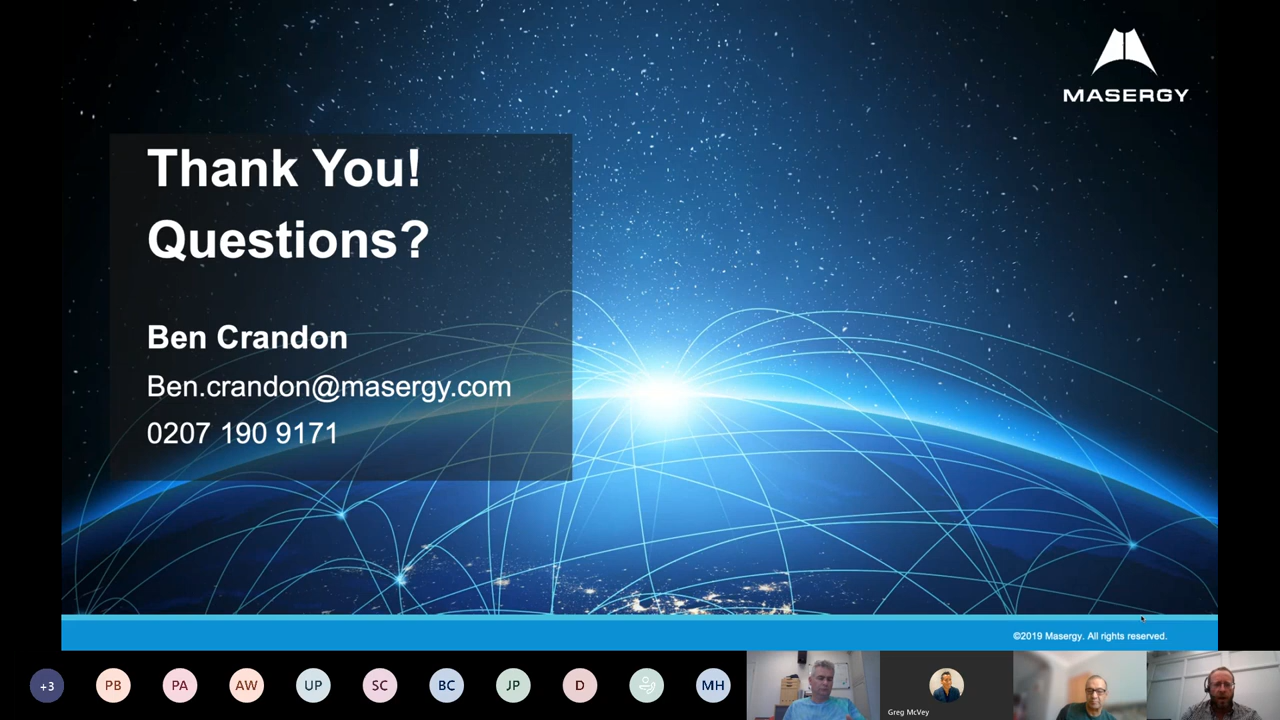 MASERGY
Thank You!
Questions?
Ben Crandon
Ben.crandon@masergy.com
0207 190 9171
©2019 Masergy. All rights reserved.
+3
PB
PA
AW
UP
SC
BC
JP
D
MH
Greg McVey